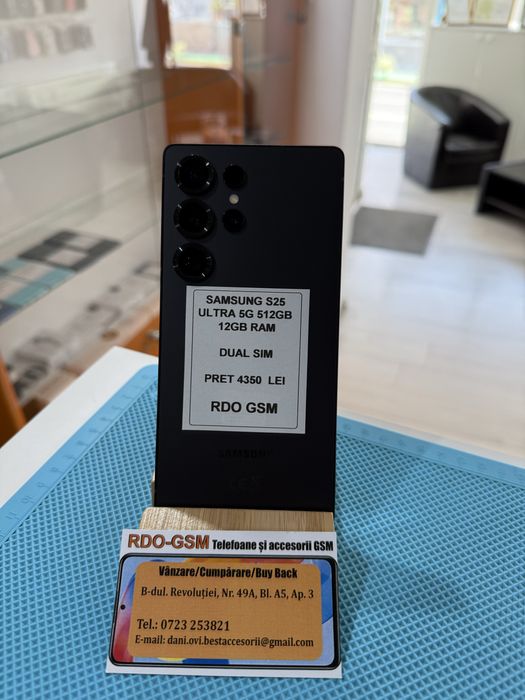 SAMSUNG S25
ULTRA 5G 512GB
12GB RAM
DUAL SIM
PRET 4350 LEI
RDO GSM
SAMSUNG
RDO-GSM Telefoane și accesorii GSM
Vânzare/Cumpărare/Buy Back
B-dul. Revoluției, Nr. 49A, Bl. A5, Ap. 3
Tel.: 0723 253821
E-mail: dani.ovi.bestaccesorii@gmail.com